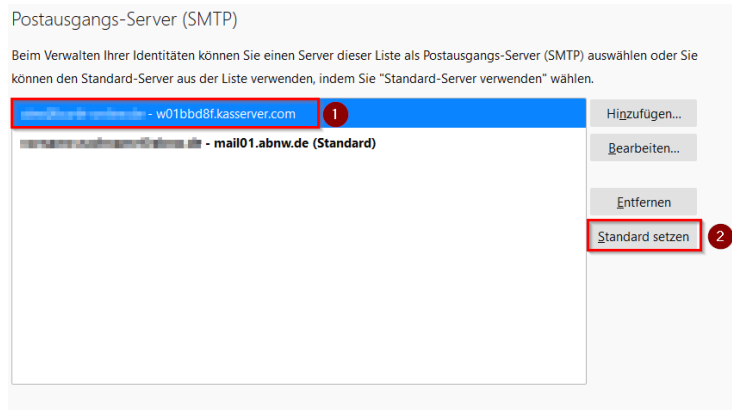 Postausgangs-Server (SMTP)
Beim Verwalten Ihrer Identitäten können Sie einen Server dieser Liste als Postausgangs-Server (SMTP) auswählen oder Sie
können den Standard-Server aus der Liste verwenden, indem Sie "Standard-Server verwenden" wählen.
- w01bbd8f.kasserver.com 1
Hinzufügen...
- mail01.abnw.de (Standard)
Bearbeiten...
Entfernen
Standard setzen 2